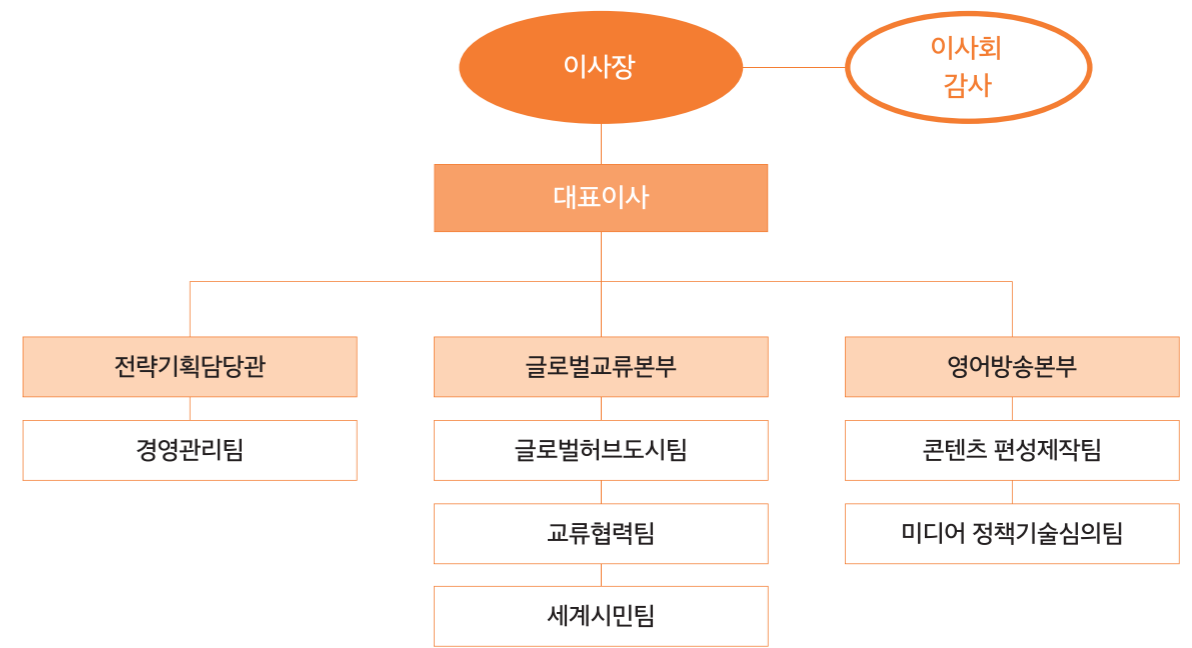 이사장
이사회
감사
대표이사
전략기획담당관
글로벌교류본부
영어방송본부
경영관리팀
글로벌허브도시팀
콘텐츠 편성제작팀
교류협력팀
미디어 정책기술심의팀
세계시민팀